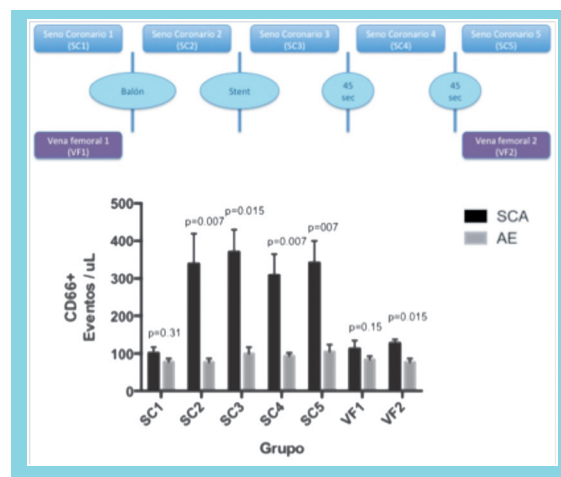 Seno Coronario 1
(SC1)
Seno Coronario 2
(SC2)
Seno Coronario 3
(SC3)
Seno Coronario 4
(SC4)
Seno Coronario 5
(SC5)
Balón
Stent
45
sec
45
sec
Vena femoral 1
(VF1)
Vena femoral 2
(VF2)
CD66+
Eventos / uL
500
400
300
200
100
0
p=0.31
p=0.007
p=0.015
p=0.007
p=007
p=0.15
p=0.015
SCA
AE
SC1
SC2
SC3
SC4
SC5
VF1
VF2
Grupo